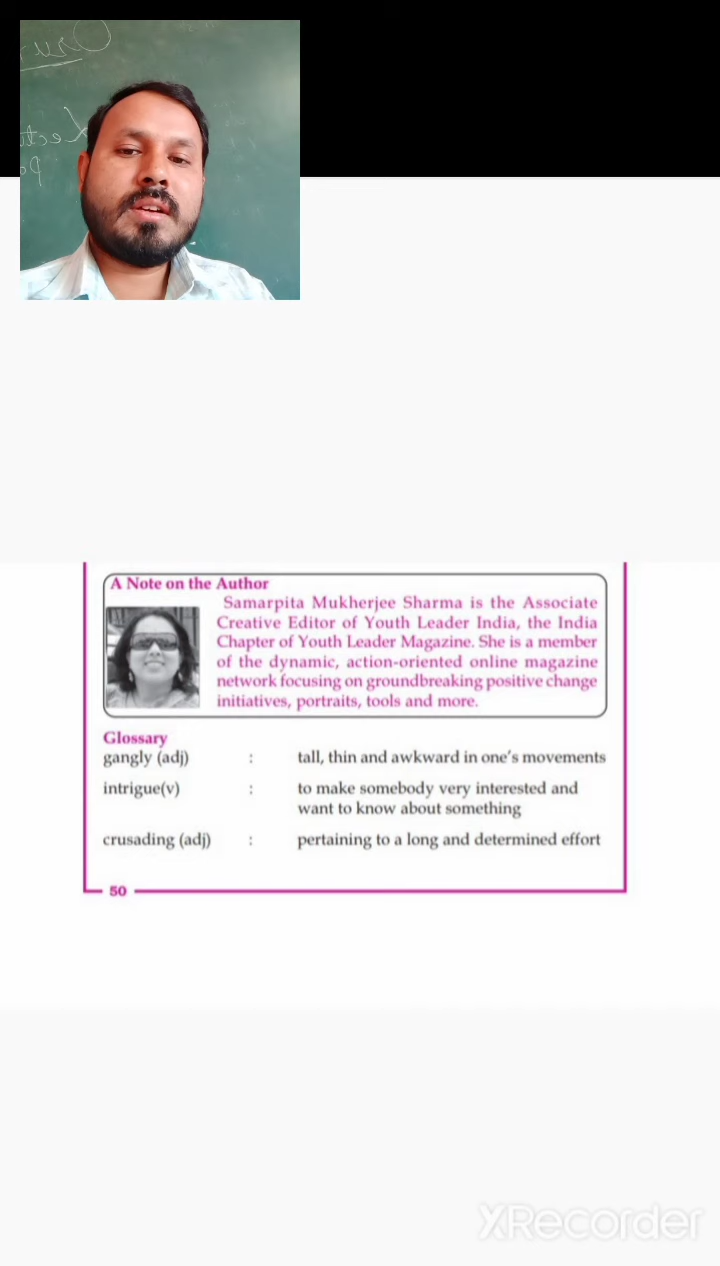 A Note on the Author
Samarpita Mukherjee Sharma is the Associate
Creative Editor of Youth Leader India, the India
Chapter of Youth Leader Magazine. She is a member
of the dynamic, action-oriented online magazine
network focusing on groundbreaking positive change
initiatives, portraits, tools and more.
Glossary
gangly (adj) : tall, thin and awkward in one's movements
intrigue(v) : to make somebody very interested and
want to know about something
crusading (adj) : pertaining to a long and determined effort
50
XRecorder